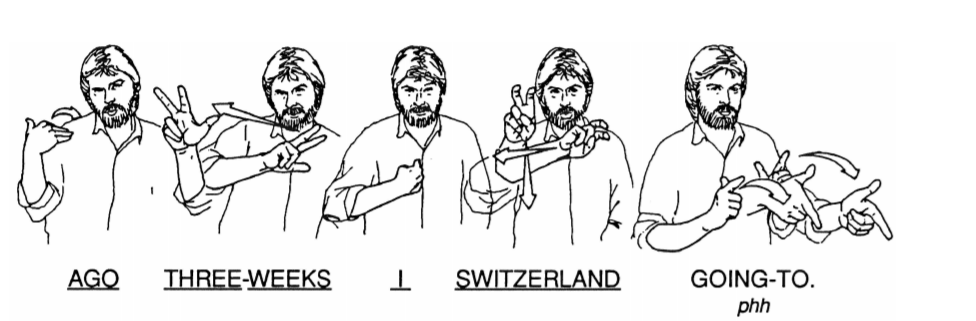 AGO THREE-WEEKS I SWITZERLAND GOING-TO.
phh